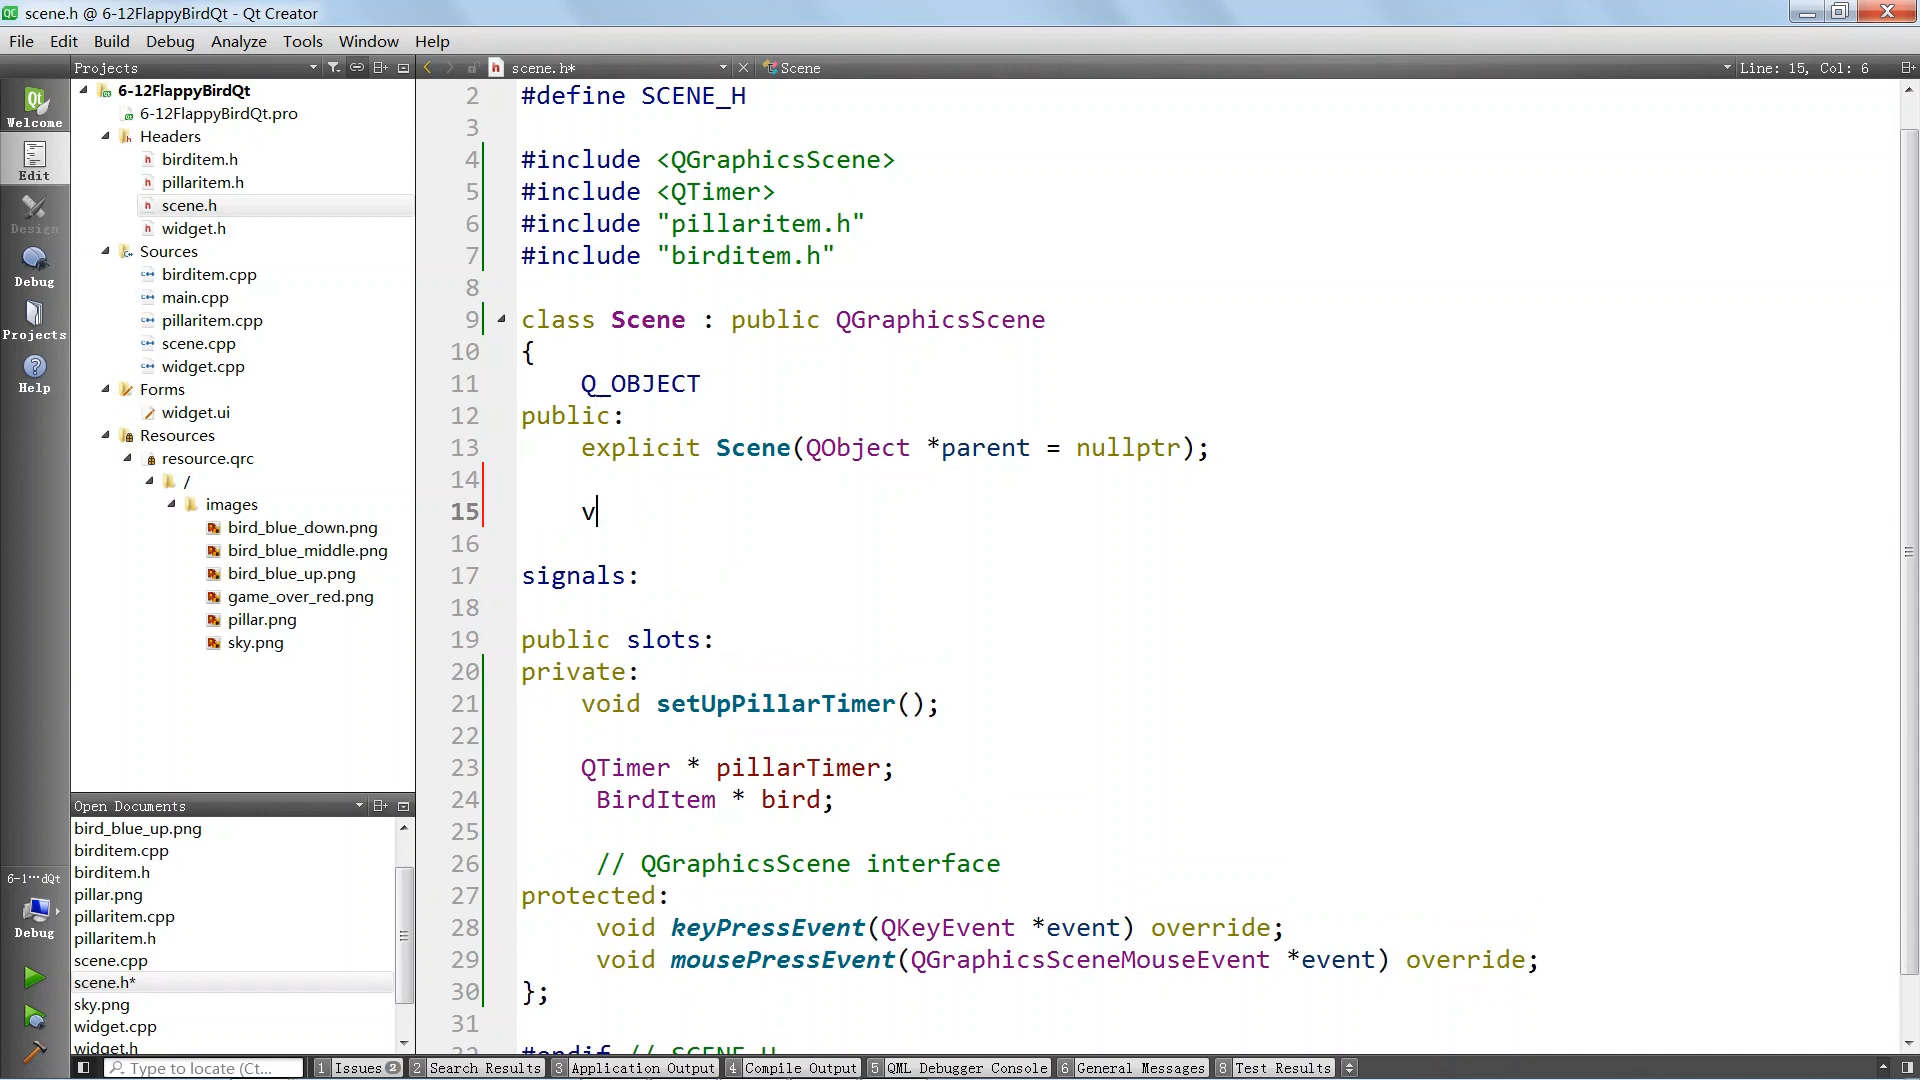 scene.h @ 6-12FlappyBirdQt - Qt Creator
File Edit Build Debug Tools Analyze Window Help
Projects
scene.h*
Scene
Line: 15, Col: 6
Welcome
Edit
Design
Debug
Projects
Help
6-12FlappyBirdQt
6-12FlappyBirdQt.pro
Headers
birditem.h
pillaritem.h
scene.h
widget.h
Sources
birditem.cpp
main.cpp
pillaritem.cpp
scene.cpp
widget.cpp
Forms
widget.ui
Resources
resource.qrc
/
images
bird_blue_down.png
bird_blue_middle.png
bird_blue_up.png
game_over_red.png
pillar.png
sky.png
Open Documents
bird_blue_up.png
birditem.cpp
birditem.h
pillar.png
pillaritem.cpp
pillaritem.h
scene.cpp
scene.h*
sky.png
widget.cpp
widget.h
6-1···dQt
Debug
2 #define SCENE_H
3
4 #include <QGraphicsScene>
5 #include <QTimer>
6 #include "pillaritem.h"
7 #include "birditem.h"
8
9 class Scene : public QGraphicsScene
10 {
11 Q_OBJECT
12 public:
13 explicit Scene(QObject *parent = nullptr);
14
15 v
16
17 signals:
18
19 public slots:
20 private:
21 void setUpPillarTimer();
22
23 QTimer * pillarTimer;
24 BirdItem * bird;
25
26 // QGraphicsScene interface
27 protected:
28 void keyPressEvent(QKeyEvent *event) override;
29 void mousePressEvent(QGraphicsSceneMouseEvent *event) override;
30 };
31
32 #endif // SCENE_H
Type to locate (Ct...
1 Issues 2
2 Search Results
3 Application Output
4 Compile Output
5 QML Debugger Console
6 General Messages
8 Test Results